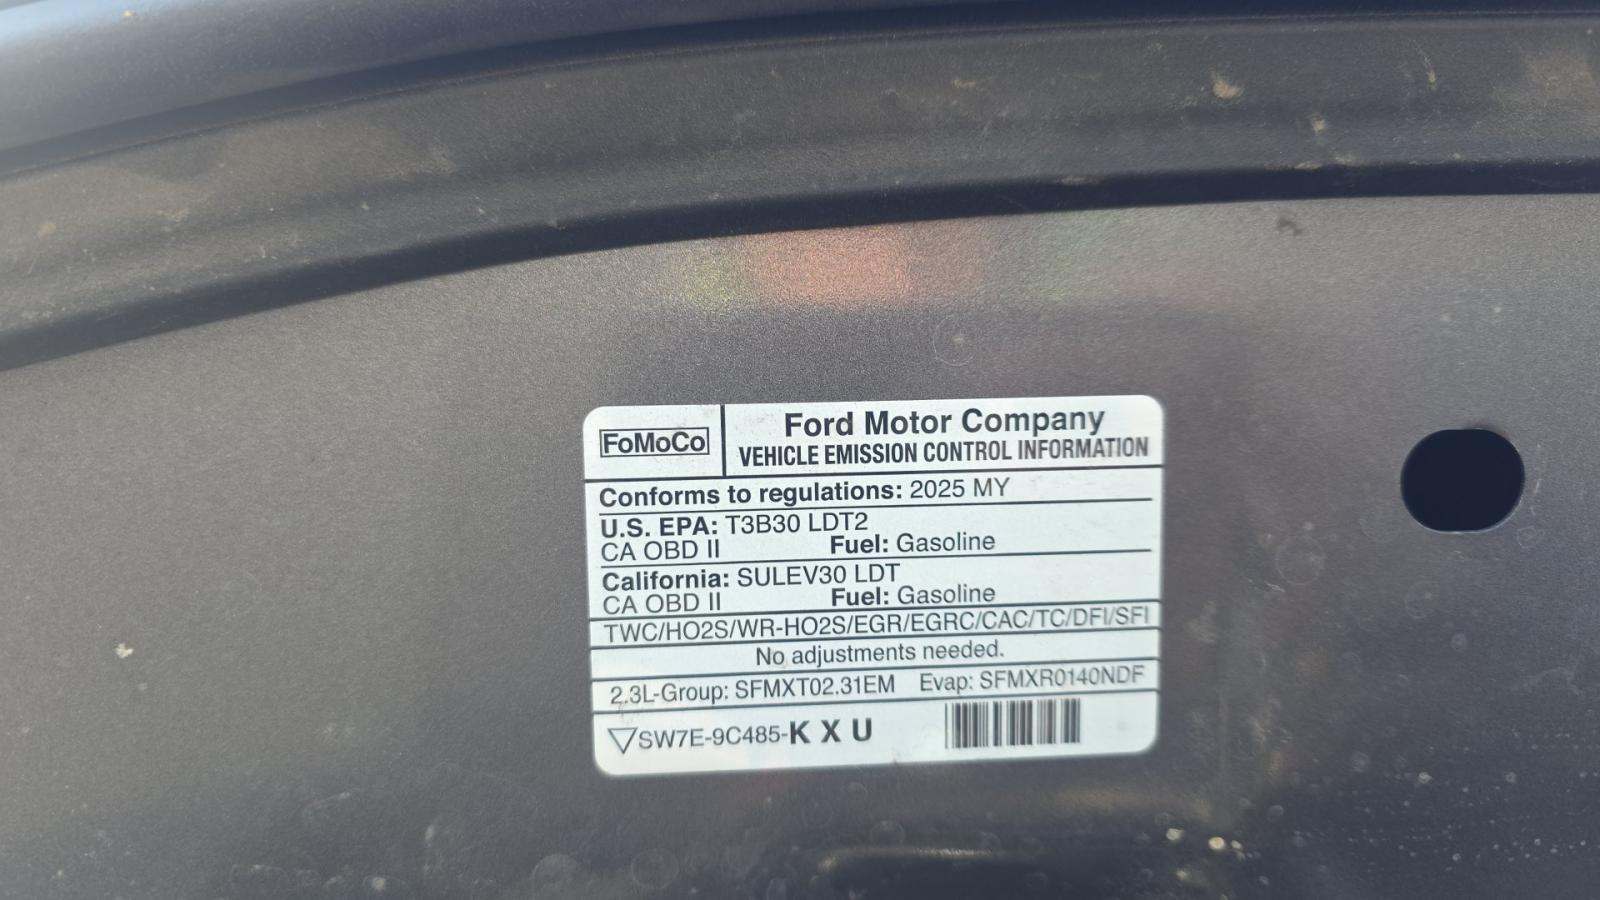 FoMoCo
Ford Motor Company
VEHICLE EMISSION CONTROL INFORMATION
Conforms to regulations: 2025 MY
U.S. EPA: T3B30 LDT2
CA OBD II Fuel: Gasoline
California: SULEV30 LDT
CA OBD II Fuel: Gasoline
TWC/HO2S/WR-HO2S/EGR/EGRC/CAC/TC/DFI/SFI
No adjustments needed.
2.3L-Group: SFMXT02.31EM Evap: SFMXR0140NDF
SW7E-9C485-K X U